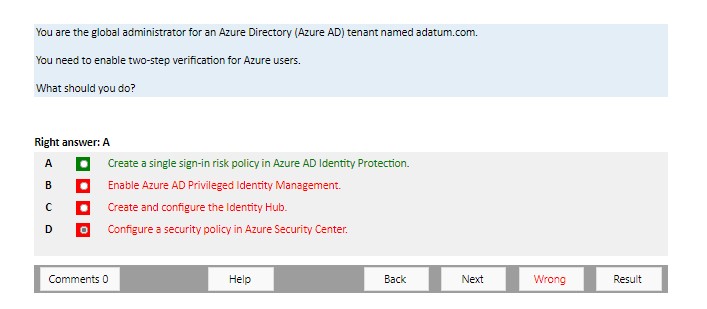 You are the global administrator for an Azure Directory (Azure AD) tenant named adatum.com.
You need to enable two-step verification for Azure users.
What should you do?
Right answer: A
A Create a single sign-in risk policy in Azure AD Identity Protection.
B Enable Azure AD Privileged Identity Management.
C Create and configure the Identity Hub.
D Configure a security policy in Azure Security Center.
Comments 0 Help Back Next Wrong Result